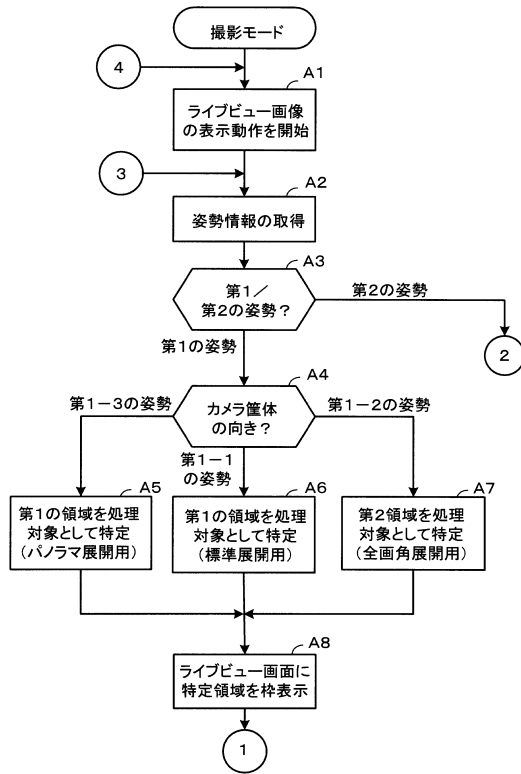 撮影モード
4
A1
ライブビュー画像
の表示動作を開始
3
A2
姿勢情報の取得
A3
第1／
第2の姿勢？
第2の姿勢
2
第1の姿勢
A4
カメラ筐体
の向き？
第1－3の姿勢
第1－2の姿勢
第1－1
の姿勢
A5
第1の領域を処理
対象として特定
（パノラマ展開用）
A6
第1の領域を処理
対象として特定
（標準展開用）
A7
第2領域を処理
対象として特定
（全画角展開用）
A8
ライブビュー画面に
特定領域を枠表示
1